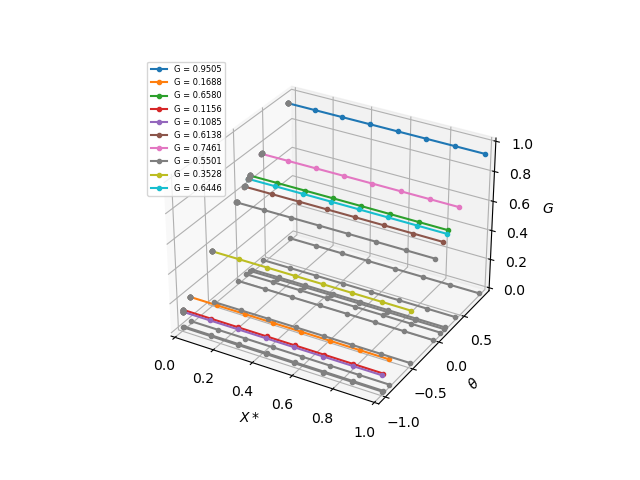 G = 0.9505
G = 0.1688
G = 0.6580
G = 0.1156
G = 0.1085
G = 0.6138
G = 0.7461
G = 0.5501
G = 0.3528
G = 0.6446
1.0
0.8
0.6
0.4
0.2
0.0
G
0.5
0.0
−0.5
−1.0
θ
0.0
0.2
0.4
0.6
0.8
1.0
X*